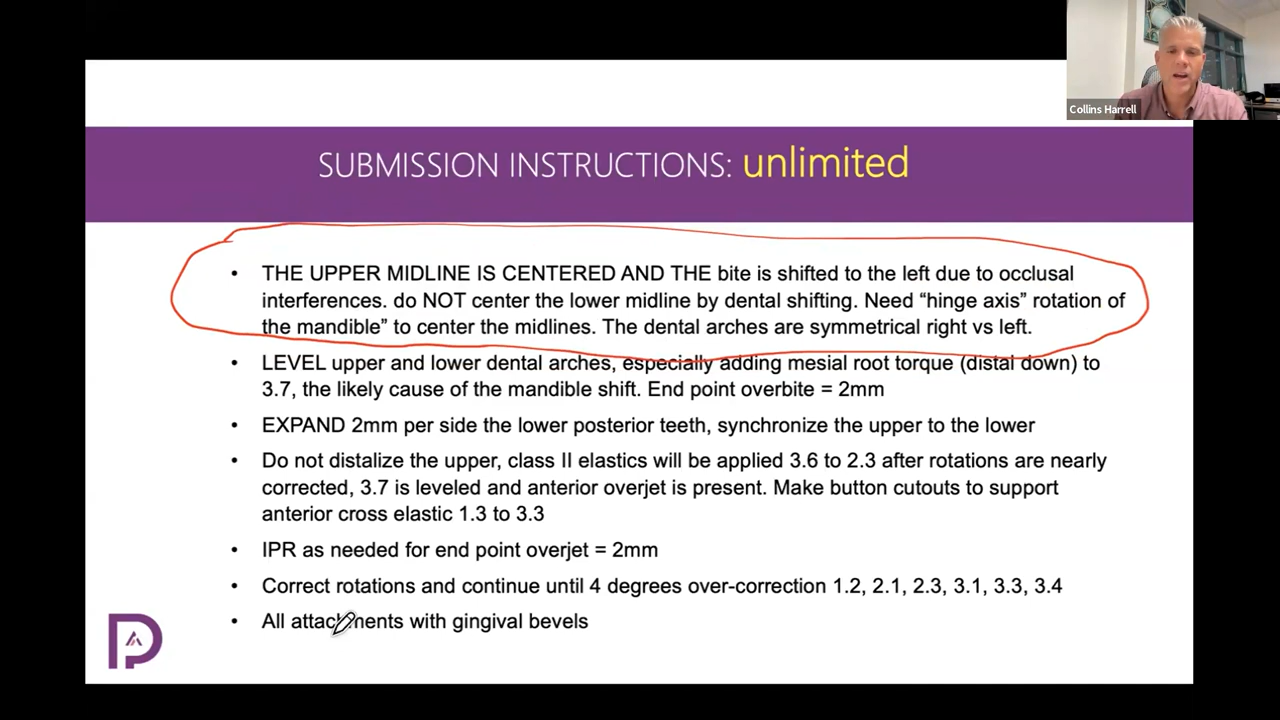 Collins Harrell
SUBMISSION INSTRUCTIONS: unlimited
• THE UPPER MIDLINE IS CENTERED AND THE bite is shifted to the left due to occlusal
interferences. do NOT center the lower midline by dental shifting. Need “hinge axis” rotation of
the mandible” to center the midlines. The dental arches are symmetrical right vs left.
• LEVEL upper and lower dental arches, especially adding mesial root torque (distal down) to
3.7, the likely cause of the mandible shift. End point overbite = 2mm
• EXPAND 2mm per side the lower posterior teeth, synchronize the upper to the lower
• Do not distalize the upper, class II elastics will be applied 3.6 to 2.3 after rotations are nearly
corrected, 3.7 is leveled and anterior overjet is present. Make button cutouts to support
anterior cross elastic 1.3 to 3.3
• IPR as needed for end point overjet = 2mm
• Correct rotations and continue until 4 degrees over-correction 1.2, 2.1, 2.3, 3.1, 3.3, 3.4
• All attachments with gingival bevels